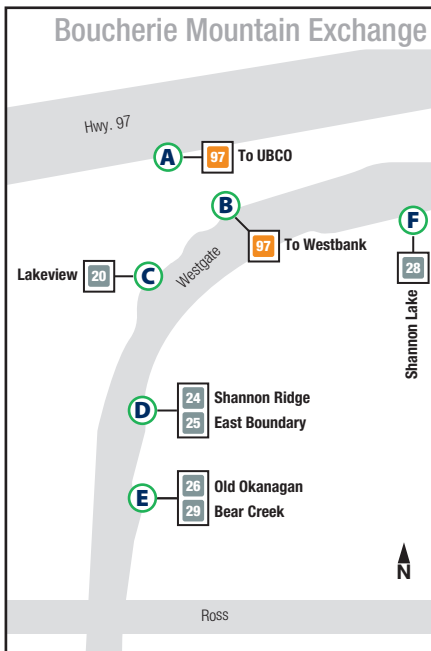 Boucherie Mountain Exchange
Hwy. 97
A 97 To UBCO
B
97 To Westbank
F
28
Shannon Lake
Lakeview 20 C
Westgate
D
24 Shannon Ridge
25 East Boundary
E
26 Old Okanagan
29 Bear Creek
N
Ross